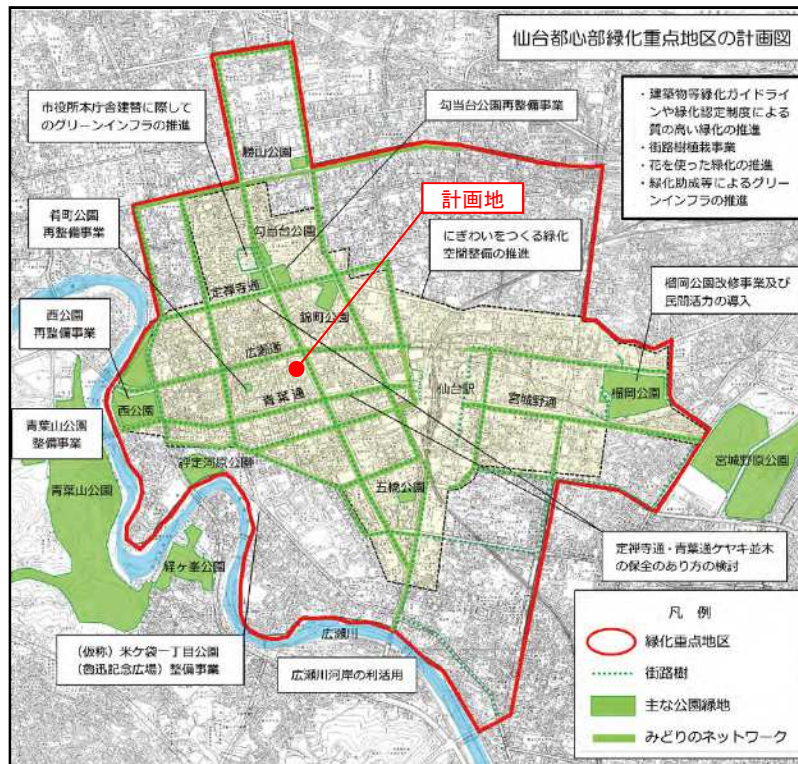 仙台都心部緑化重点地区の計画図
・建築物等緑化ガイドライ
ンや緑化認定制度による
質の高い緑化の推進
・街路樹植栽事業
・花を使った緑化の推進
・緑化助成等によるグリー
ンインフラの推進
市役所本庁舎建替に際して
のグリーンインフラの推進
勾当台公園再整備事業
勝山公園
計画地
肴町公園
再整備事業
勾当台公園
にぎわいをつくる緑化
空間整備の推進
定禅寺通
榴岡公園改修事業及び
民間活力の導入
錦町公園
西公園
再整備事業
広瀬通
仙台駅
宮城野通
榴岡公園
青葉通
西公園
青葉山公園
整備事業
評定河原公園
宮城野原公園
青葉山公園
五橋公園
定禅寺通・青葉通ケヤキ並木
の保全のあり方の検討
経ヶ峯公園
凡 例
緑化重点地区
街路樹
主な公園緑地
みどりのネットワーク
(仮称)米ケ袋一丁目公園
(魯迅記念広場)整備事業
広瀬川
広瀬川河岸の利活用